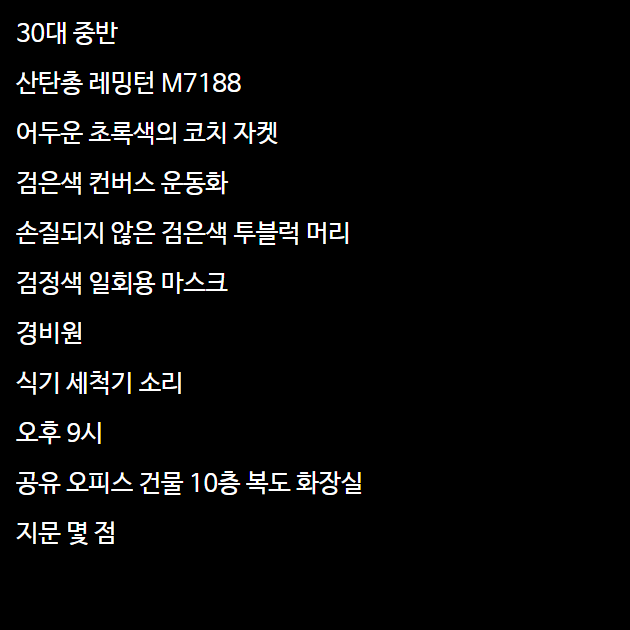 30대 중반
산탄총 레밍턴 M7188
어두운 초록색의 코치 자켓
검은색 컨버스 운동화
손질되지 않은 검은색 투블럭 머리
검정색 일회용 마스크
경비원
식기 세척기 소리
오후 9시
공유 오피스 건물 10층 복도 화장실
지문 몇 점